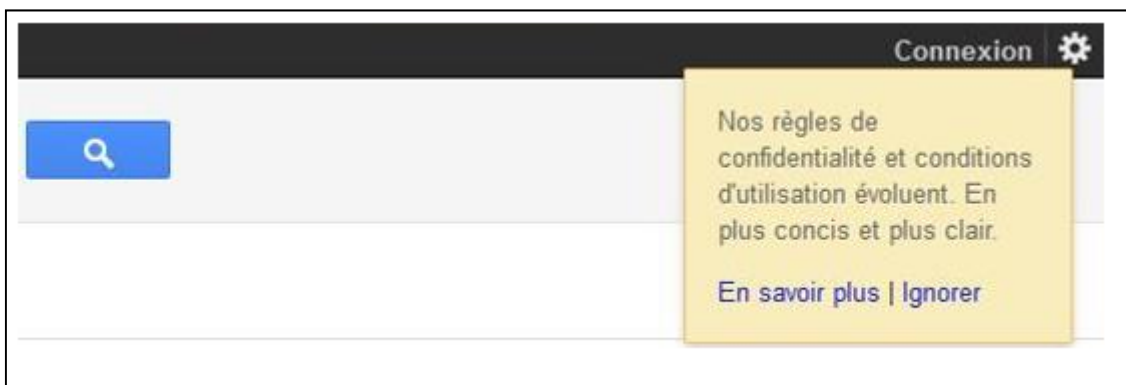 Connexion
Nos règles de
confidentialité et conditions
d'utilisation évoluent. En
plus concis et plus clair.
En savoir plus | Ignorer